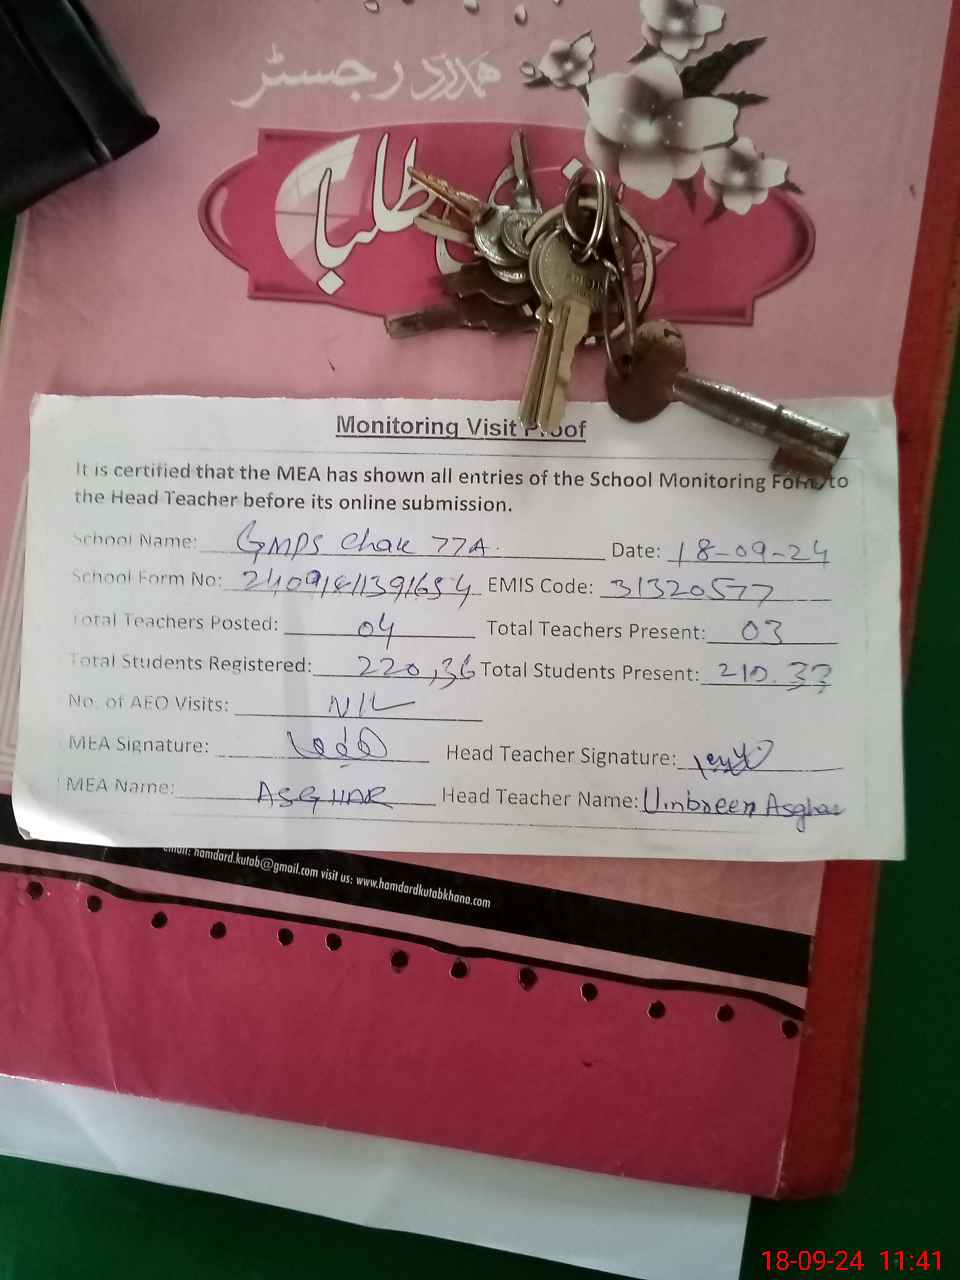 ہمدرد رجسٹر
طلبا
Monitoring Visit Proof
It is certified that the MEA has shown all entries of the School Monitoring Form to
the Head Teacher before its online submission.
School Name: GMPS Chak 77A. Date: 18-09-24
School Form No: EMIS Code: 31320577
Total Teachers Posted: 04 Total Teachers Present: 03
Total Students Registered: 220,36 Total Students Present: 210.33
No. of AEO Visits: NIL
MEA Signature: Head Teacher Signature:
MEA Name: ASGHAR Head Teacher Name: Umbreen Asghar
email: hamdard.kutab@gmail.com visit us: www.hamdardkutabkhana.com
18-09-24 11:41